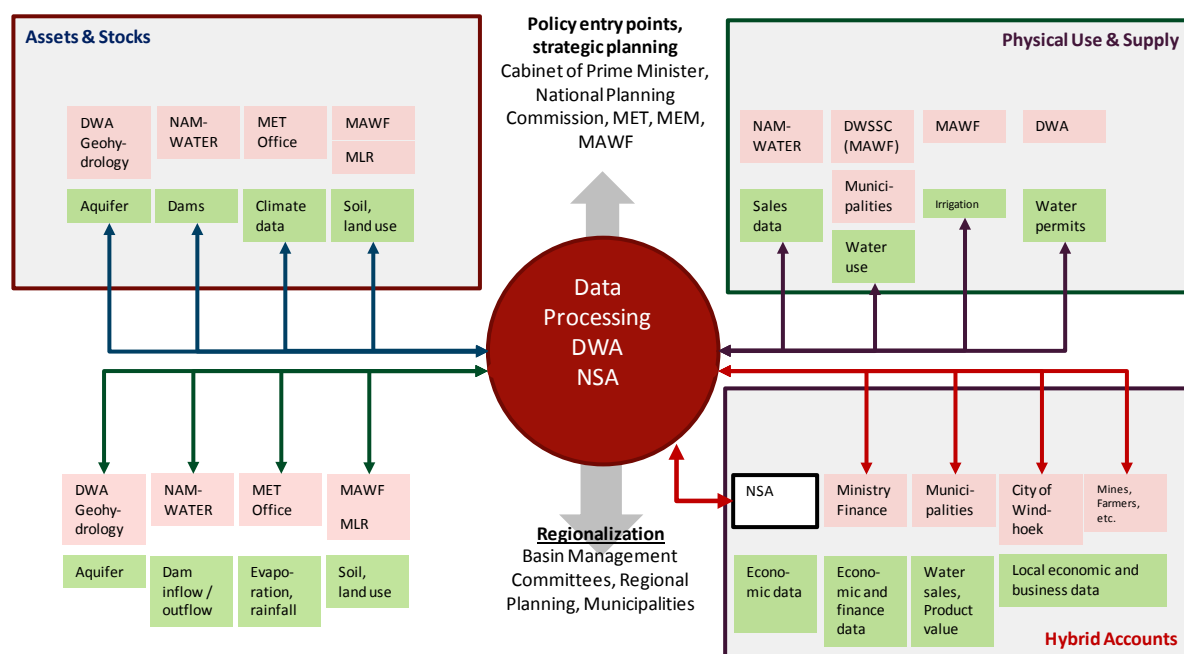 Assets & Stocks
DWA
Geohy-
drology
NAM-
WATER
MET
Office
MAWF
MLR
Aquifer
Dams
Climate
data
Soil,
land use
Policy entry points,
strategic planning
Cabinet of Prime Minister,
National Planning
Commission, MET, MEM,
MAWF
Physical Use & Supply
NAM-
WATER
DWSSC
(MAWF)
MAWF
DWA
Munici-
palities
Sales
data
Water
use
Irrigation
Water
permits
Data
Processing
DWA
NSA
DWA
Geohy-
drology
NAM-
WATER
MET
Office
MAWF
MLR
Aquifer
Dam
inflow /
outflow
Evapo-
ration,
rainfall
Soil,
land use
Regionalization
Basin Management
Committees, Regional
Planning, Municipalities
NSA
Ministry
Finance
Munici-
palities
City of
Wind-
hoek
Mines,
Farmers,
etc.
Econo-
mic data
Econo-
mic and
finance
data
Water
sales,
Product
value
Local economic and
business data
Hybrid Accounts